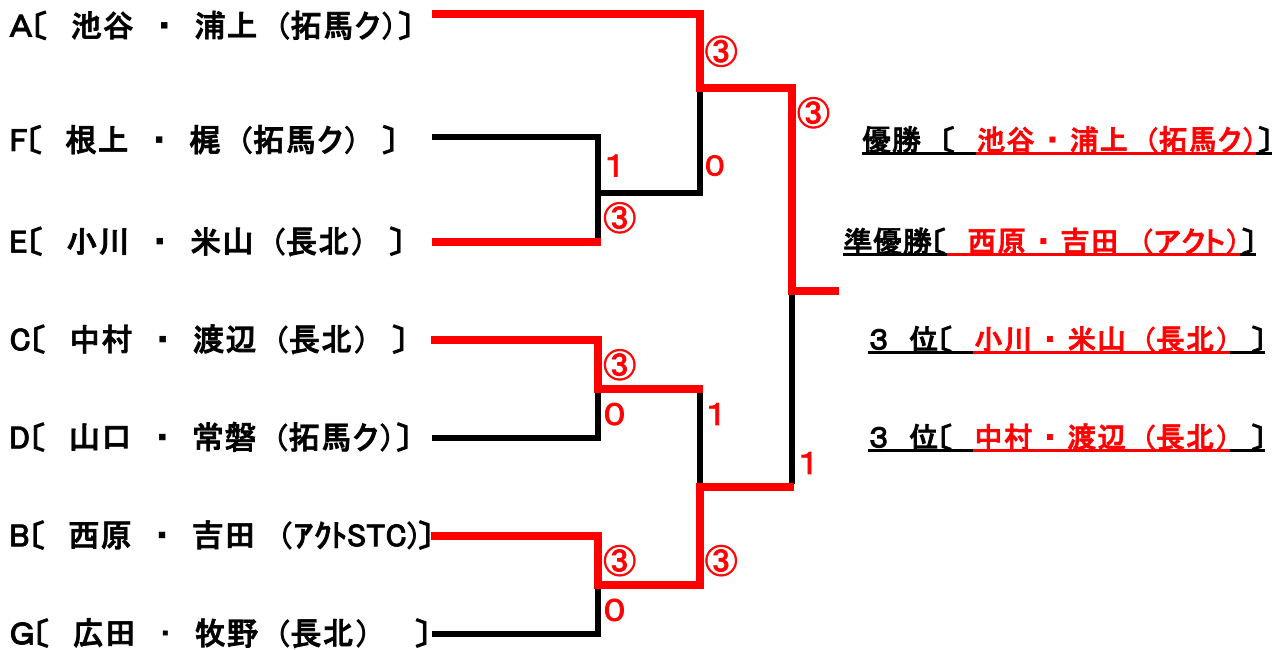 A〔 池谷 ・ 浦上 (拓馬ク)〕
③
③
F〔 根上 ・ 梶 (拓馬ク) 〕
優勝 〔 池谷・浦上 (拓馬ク)〕
1
0
③
E〔 小川 ・ 米山 (長北) 〕
準優勝〔 西原・吉田 (アクト)〕
C〔 中村 ・ 渡辺 (長北) 〕
3 位〔 小川・米山 (長北) 〕
③
0
1
D〔 山口 ・ 常磐 (拓馬ク)〕
3 位〔 中村・渡辺 (長北) 〕
1
B〔 西原 ・ 吉田 (アクトSTC)〕
③
③
0
G〔 広田 ・ 牧野 (長北) 〕